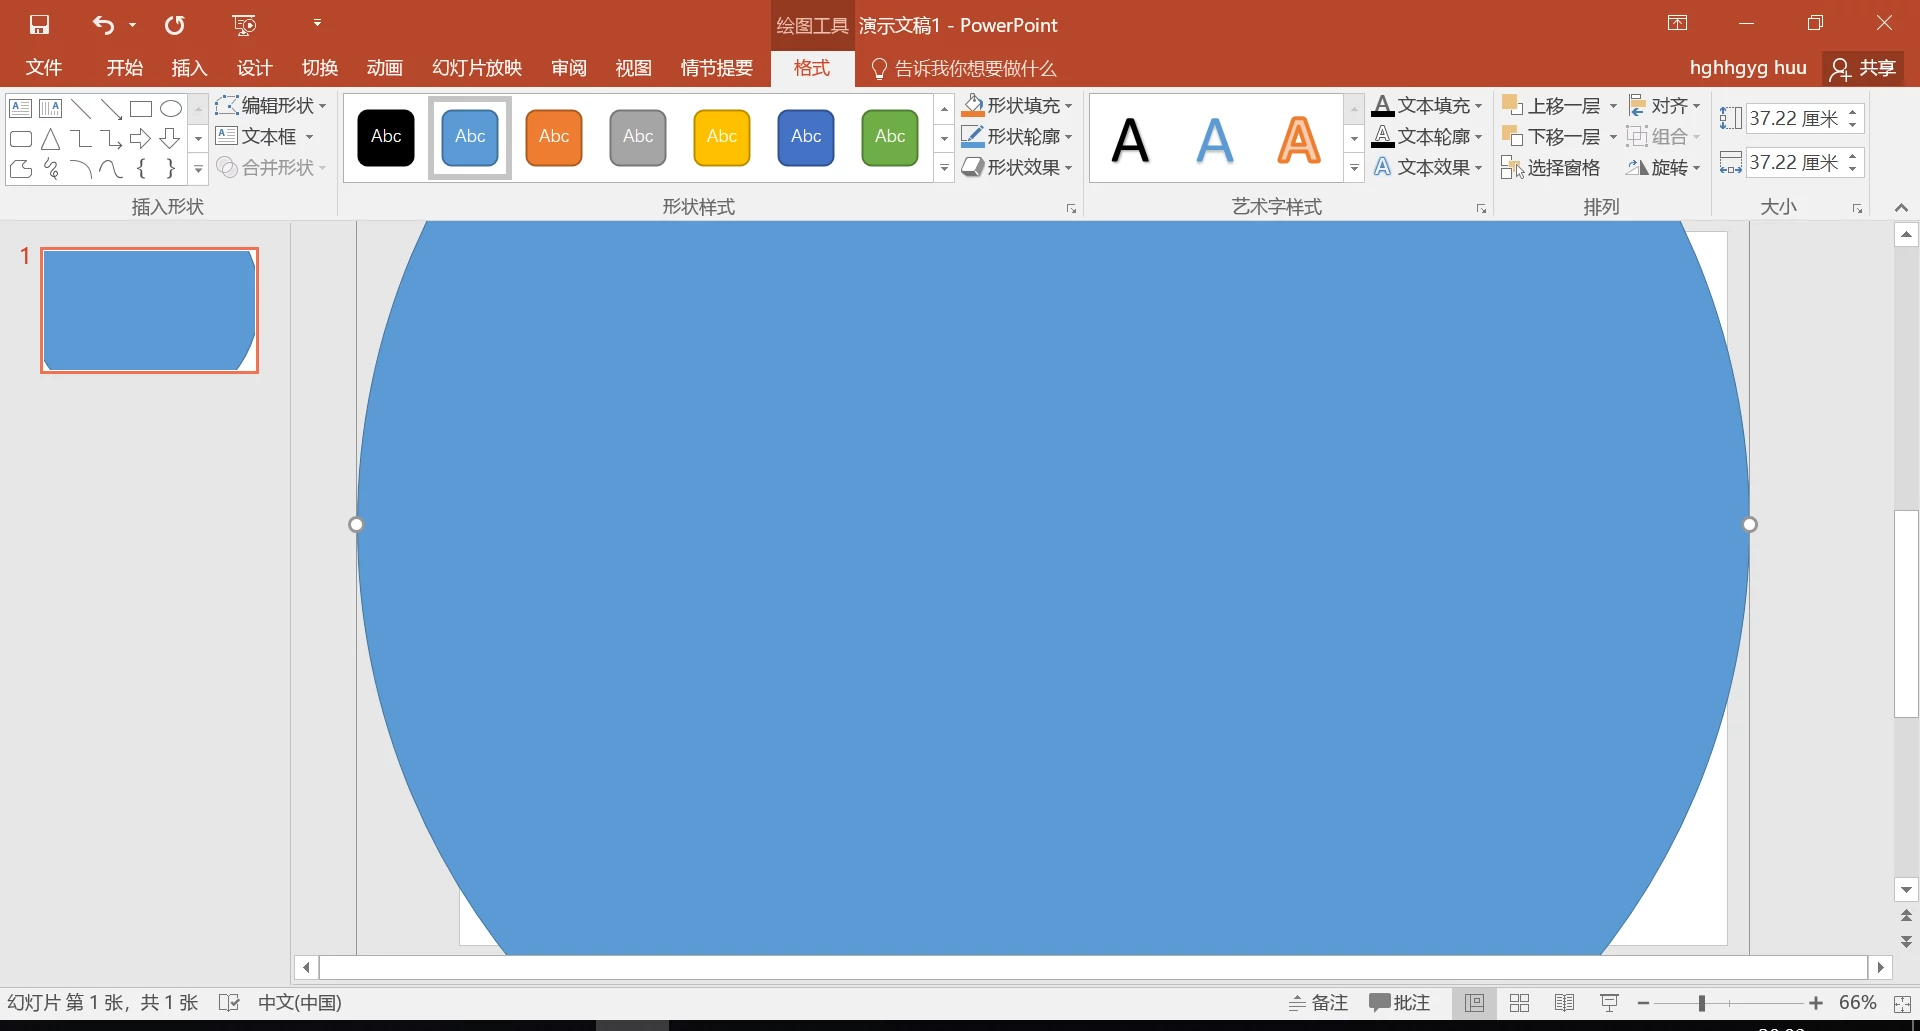 绘图工具 演示文稿1 - PowerPoint
文件 开始 插入 设计 切换 动画 幻灯片放映 审阅 视图 情节提要 格式 告诉我你想要做什么 hghhgyg huu 共享
编辑形状
文本框
合并形状
插入形状
Abc Abc Abc Abc Abc Abc Abc
形状填充
形状轮廓
形状效果
形状样式
A A A
文本填充
文本轮廓
文本效果
艺术字样式
上移一层 对齐
下移一层 组合
选择窗格 旋转
排列
37.22 厘米
37.22 厘米
大小
1
幻灯片 第 1 张，共 1 张 中文(中国) 备注 批注 66%